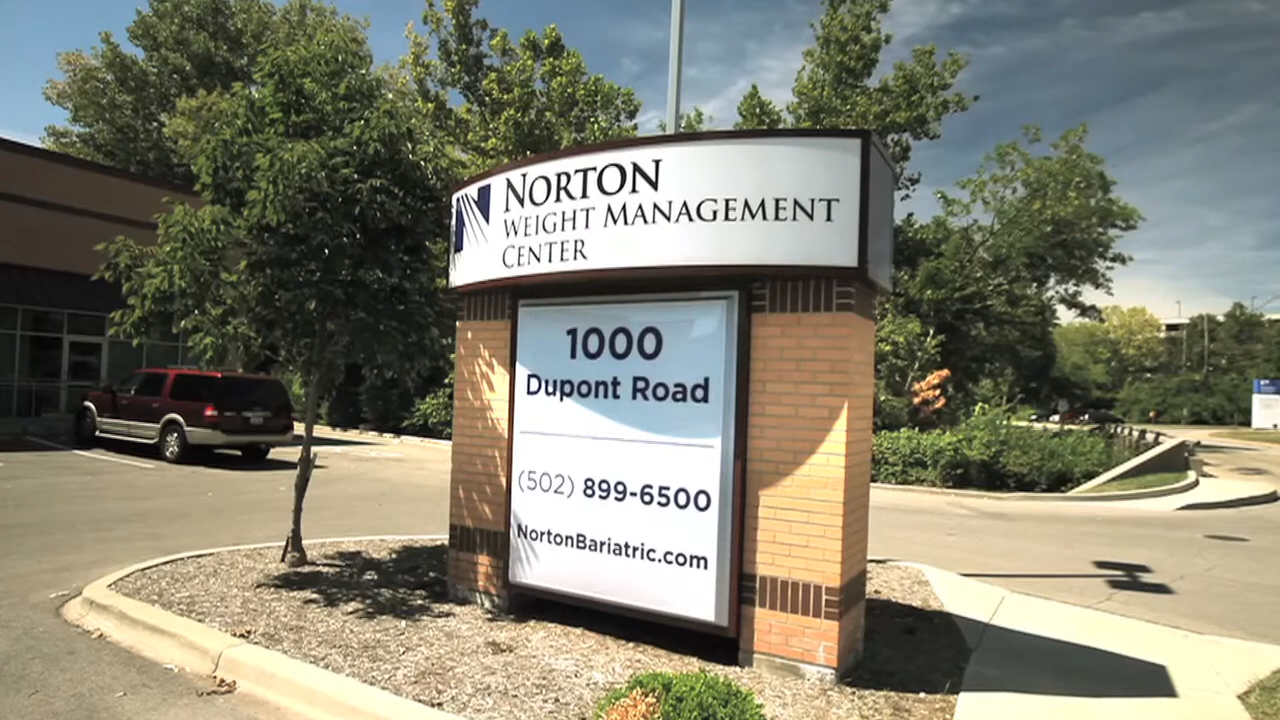 NORTON
WEIGHT MANAGEMENT
CENTER
1000
Dupont Road
(502) 899-6500
NortonBariatric.com